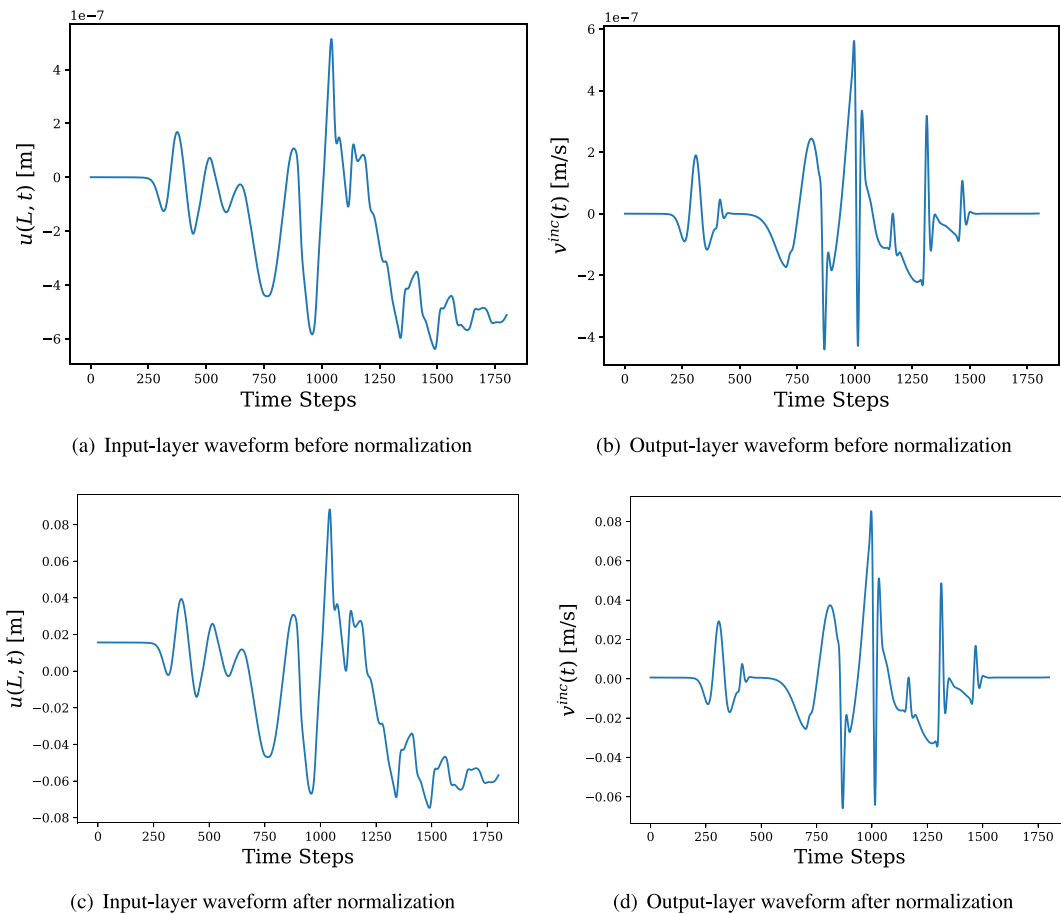 1e−7
4
2
0
−2
−4
−6
u(L, t) [m]
0 250 500 750 1000 1250 1500 1750
Time Steps
(a) Input-layer waveform before normalization
1e−7
6
4
2
0
−2
−4
v^{inc}(t) [m/s]
0 250 500 750 1000 1250 1500 1750
Time Steps
(b) Output-layer waveform before normalization
0.08
0.06
0.04
0.02
0.00
−0.02
−0.04
−0.06
−0.08
u(L, t) [m]
0 250 500 750 1000 1250 1500 1750
Time Steps
(c) Input-layer waveform after normalization
0.08
0.06
0.04
0.02
0.00
−0.02
−0.04
−0.06
v^{inc}(t) [m/s]
0 250 500 750 1000 1250 1500 1750
Time Steps
(d) Output-layer waveform after normalization